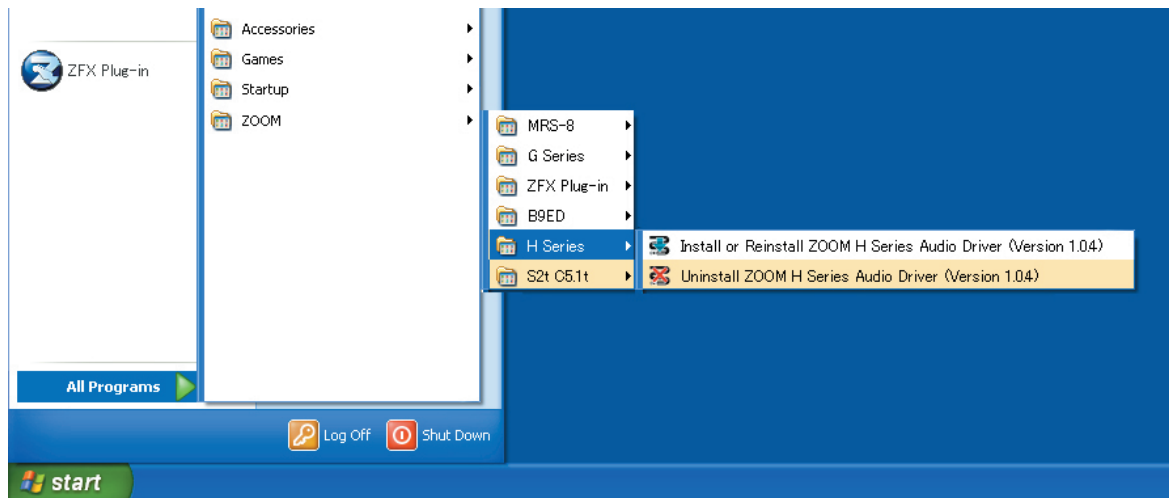 Accessories
Games
Startup
ZOOM
ZFX Plug-in
MRS-8
G Series
ZFX Plug-in
B9ED
H Series
S2t C5.1t
Install or Reinstall ZOOM H Series Audio Driver (Version 1.0.4)
Uninstall ZOOM H Series Audio Driver (Version 1.0.4)
All Programs
Log Off
Shut Down
start